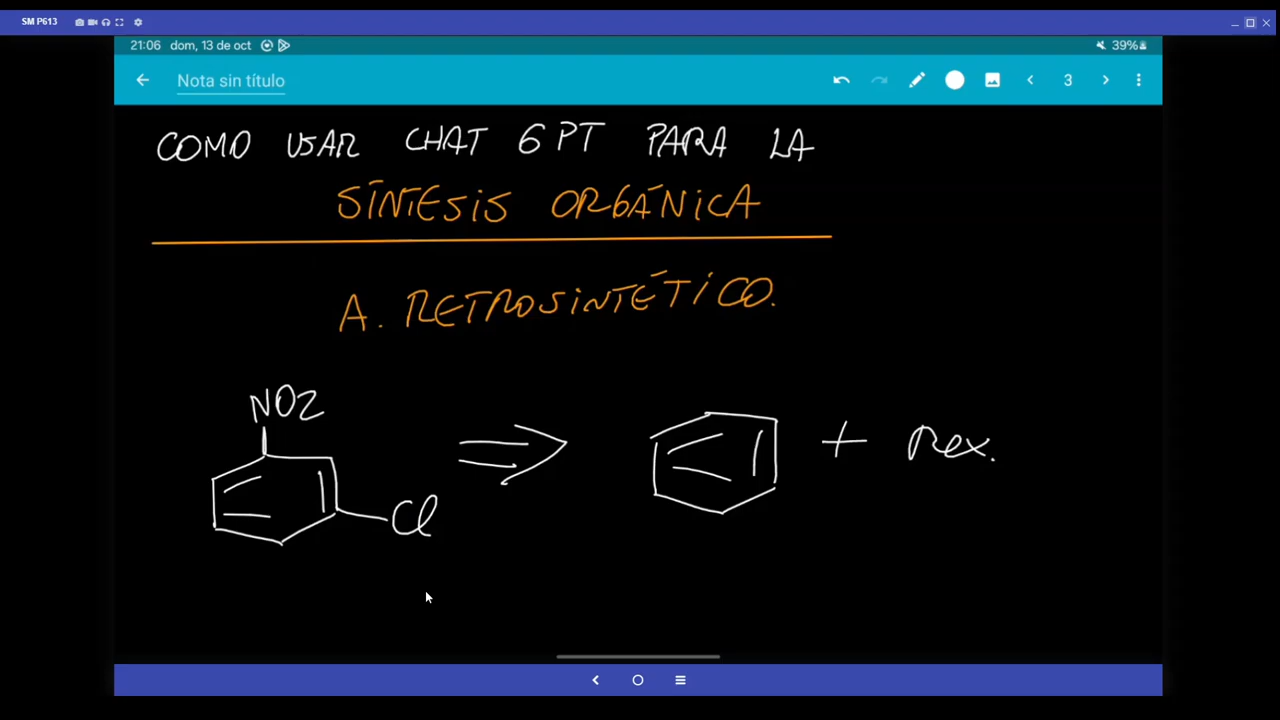 SM P613
21:06 dom, 13 de oct 39%
Nota sin título 3
COMO USAR CHAT GPT PARA LA
SÍNTESIS ORGÁNICA
A. RETROSINTÉTICO.
NO2
+ Rex.
Cl